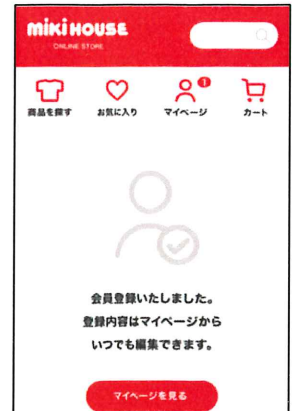 mikiHOUSE
ONLINE STORE
1
商品を探す お気に入り マイページ カート
会員登録いたしました。
登録内容はマイページから
いつでも編集できます。
マイページを見る